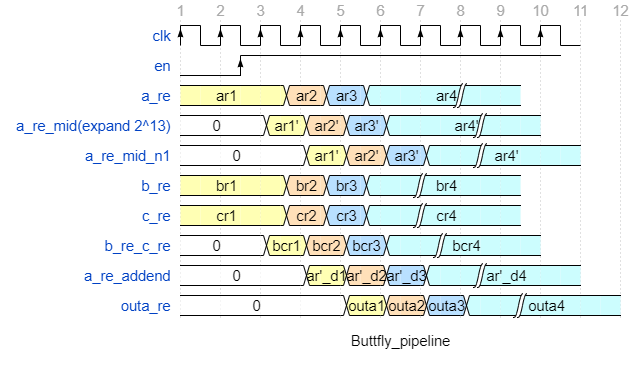 1 2 3 4 5 6 7 8 9 10 11 12
clk
en
a_re ar1 ar2 ar3 ar4
a_re_mid(expand 2^13) 0 ar1' ar2' ar3' ar4'
a_re_mid_n1 0 ar1' ar2' ar3' ar4'
b_re br1 br2 br3 br4
c_re cr1 cr2 cr3 cr4
b_re_c_re 0 bcr1 bcr2 bcr3 bcr4
a_re_addend 0 ar'_d1 ar'_d2 ar'_d3 ar'_d4
outa_re 0 outa1 outa2 outa3 outa4
Buttfly_pipeline